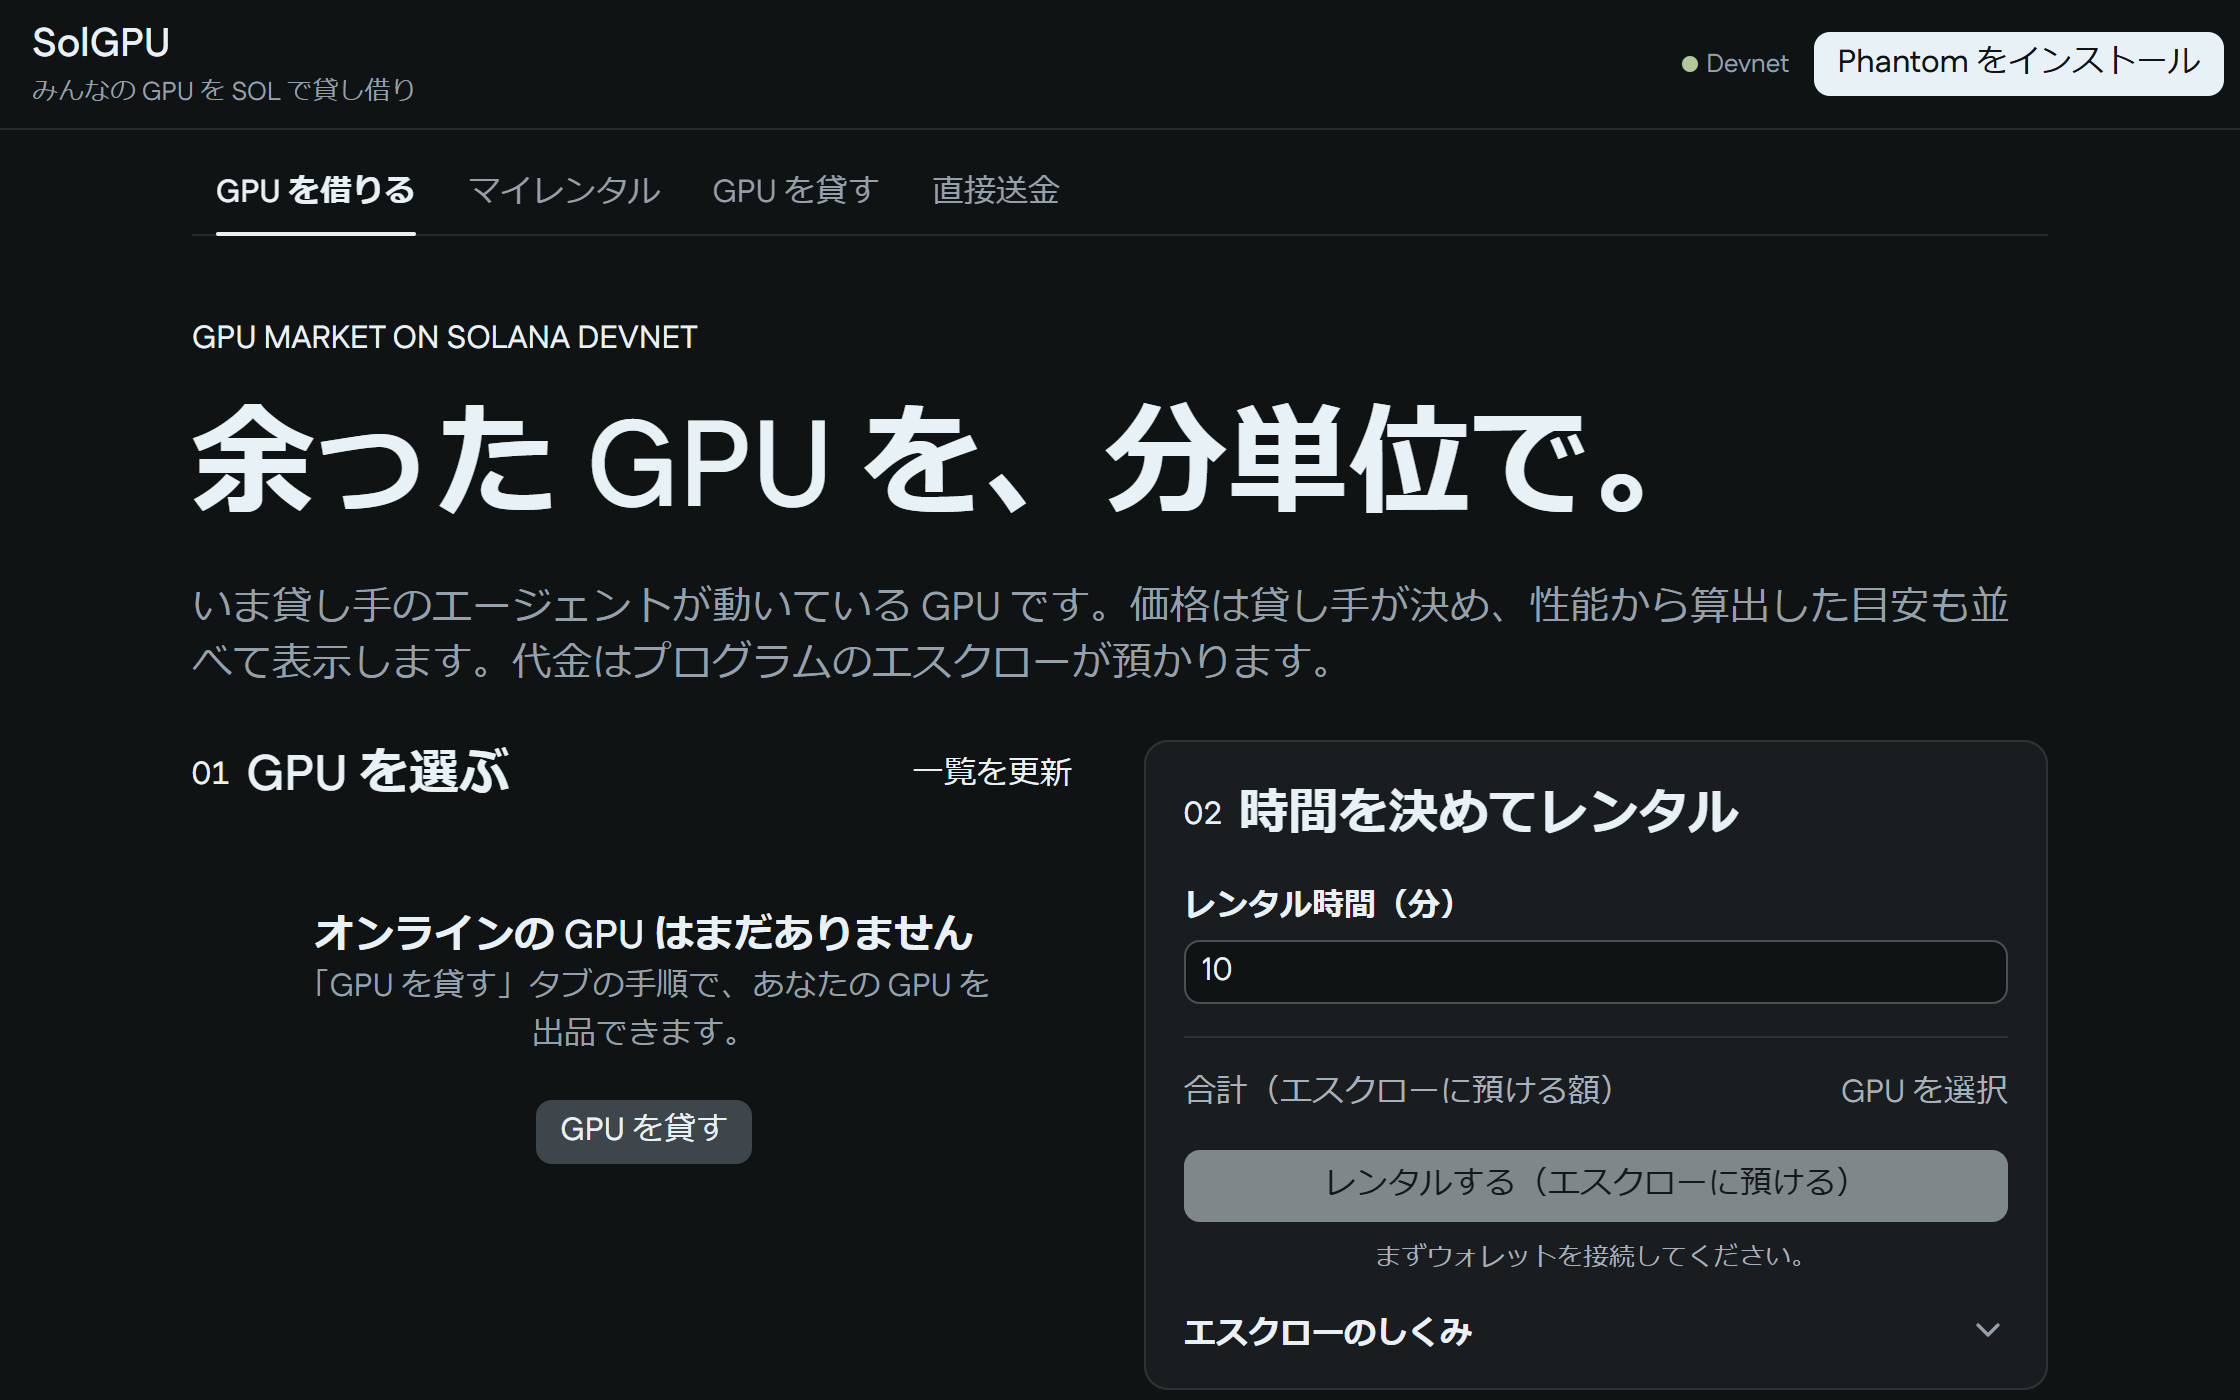 SolGPU
みんなの GPU を SOL で貸し借り
Devnet
Phantom をインストール
GPU を借りる
マイレンタル
GPU を貸す
直接送金
GPU MARKET ON SOLANA DEVNET
余った GPU を、分単位で。
いま貸し手のエージェントが動いている GPU です。価格は貸し手が決め、性能から算出した目安も並
べて表示します。代金はプログラムのエスクローが預かります。
01 GPU を選ぶ
一覧を更新
オンラインの GPU はまだありません
「GPU を貸す」タブの手順で、あなたの GPU を
出品できます。
GPU を貸す
02 時間を決めてレンタル
レンタル時間（分）
10
合計（エスクローに預ける額）
GPU を選択
レンタルする（エスクローに預ける）
まずウォレットを接続してください。
エスクローのしくみ